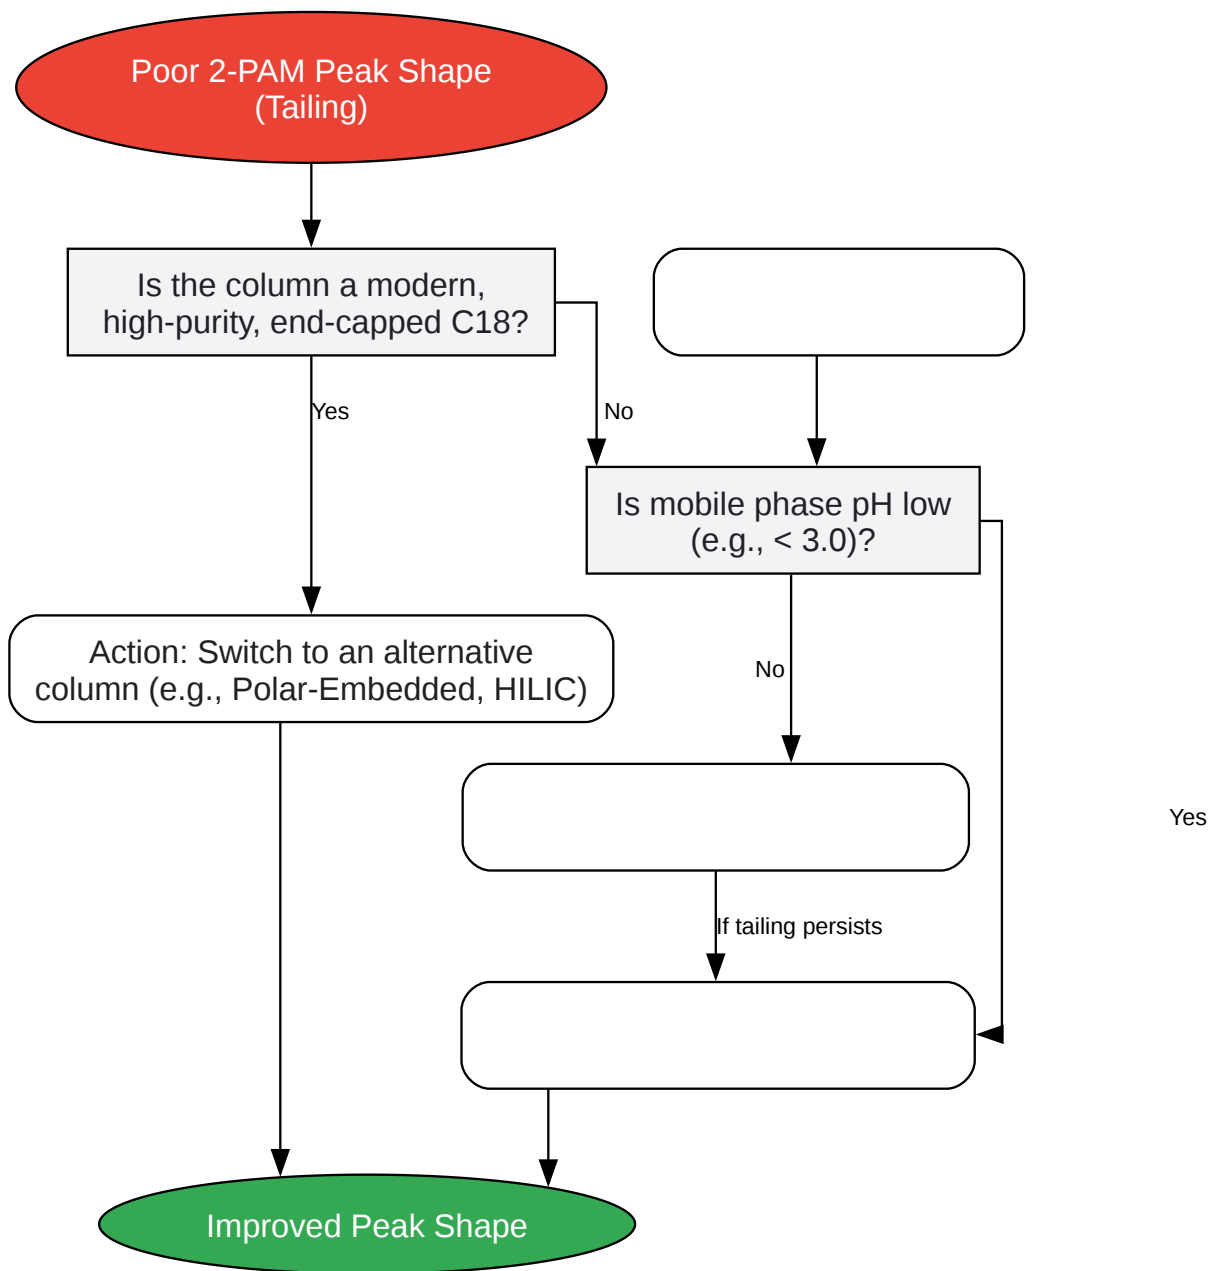 Poor 2-PAM Peak Shape
(Tailing)
Is the column a modern,
high-purity, end-capped C18?
Yes
No
Is mobile phase pH low
(e.g., < 3.0)?
Action: Switch to an alternative
column (e.g., Polar-Embedded, HILIC)
No
Yes
If tailing persists
Improved Peak Shape